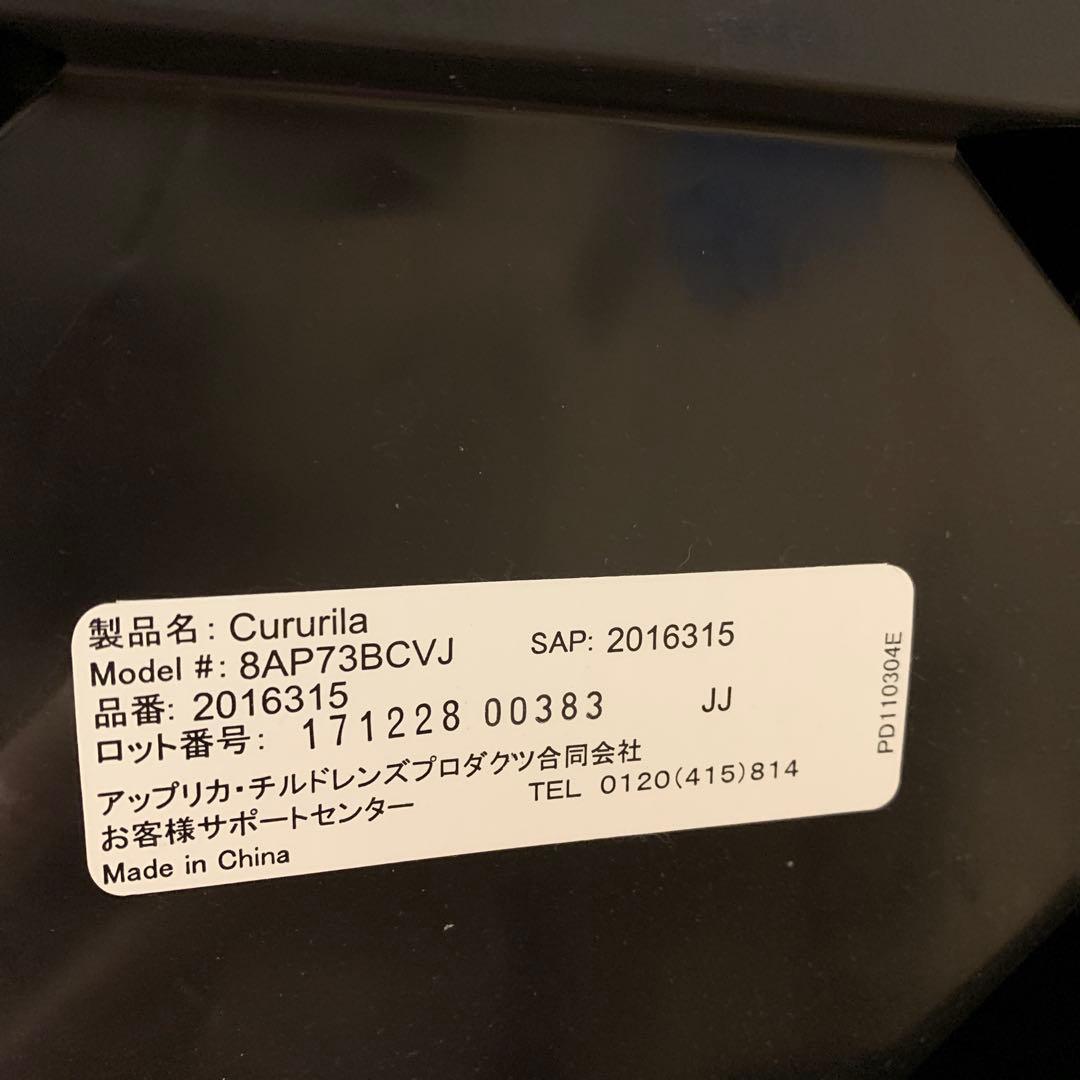 製品名: Cururila
Model #: 8AP73BCVJ SAP: 2016315
品番: 2016315
ロット番号: 171228 00383 JJ
アップリカ・チルドレンズプロダクツ合同会社
お客様サポートセンター TEL 0120(415)814
Made in China
PD110304E